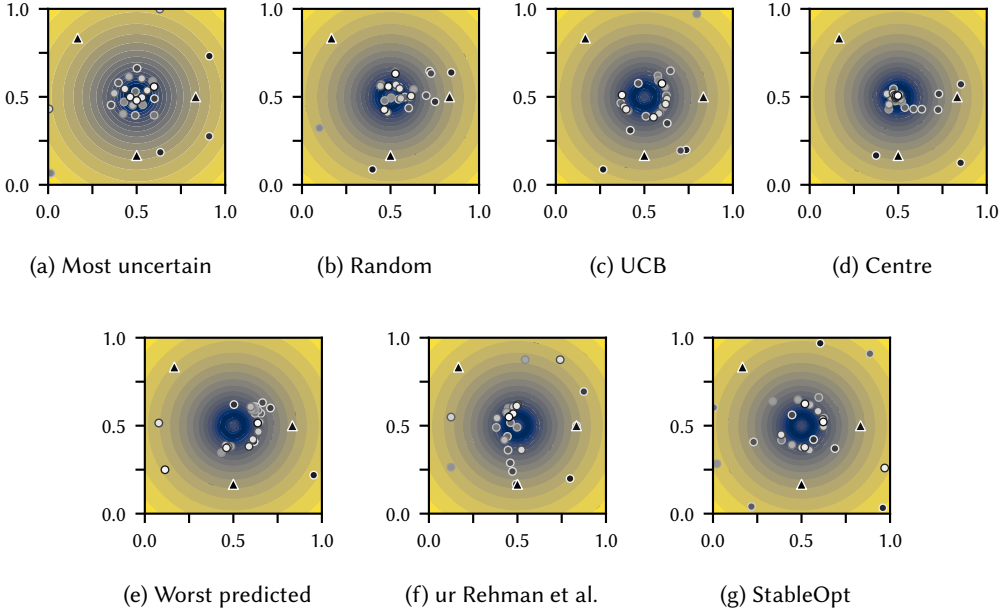 1.0 1.0 1.0 1.0
0.5 0.5 0.5 0.5
0.0 0.0 0.0 0.0
0.0 0.5 1.0 0.0 0.5 1.0 0.0 0.5 1.0 0.0 0.5 1.0
(a) Most uncertain (b) Random (c) UCB (d) Centre
1.0 1.0 1.0
0.5 0.5 0.5
0.0 0.0 0.0
0.0 0.5 1.0 0.0 0.5 1.0 0.0 0.5 1.0
(e) Worst predicted (f) ur Rehman et al. (g) StableOpt